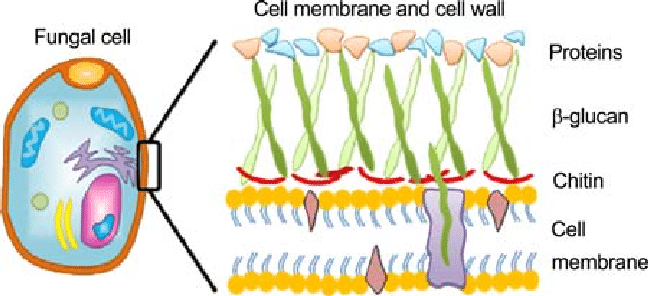 Cell membrane and cell wall
Fungal cell
Proteins
β-glucan
Chitin
Cell
membrane